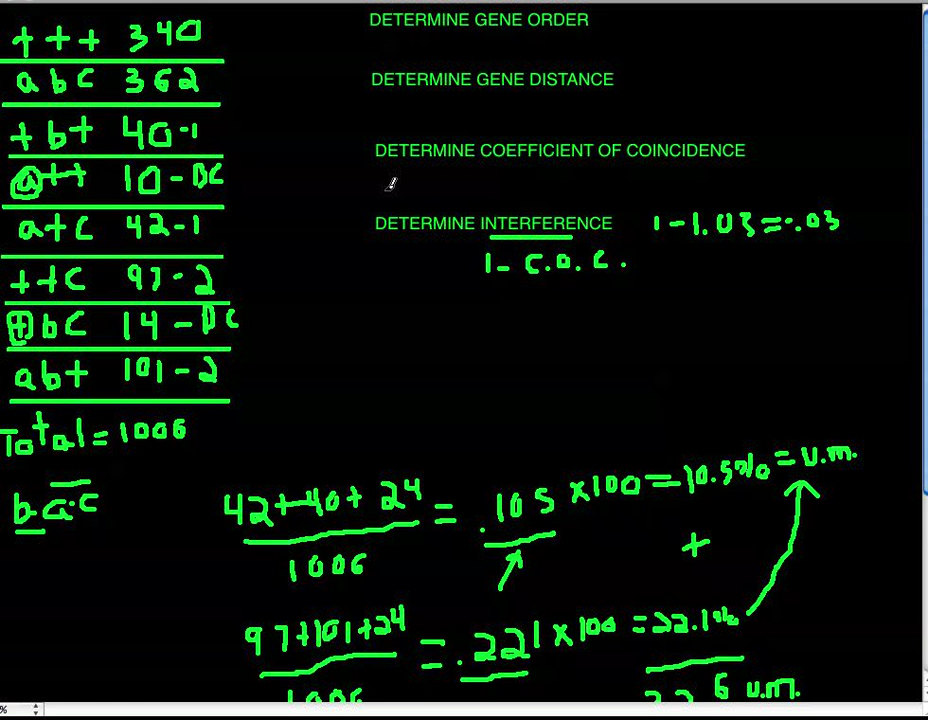 + + + 340
a b c 362
+ b + 40-1
a + + 10 - DC
a + c 42-1
+ + c 97-2
+ b c 14 - DC
a b + 101-2
Total = 1006
b a c
DETERMINE GENE ORDER
DETERMINE GENE DISTANCE
DETERMINE COEFFICIENT OF COINCIDENCE
DETERMINE INTERFERENCE 1-1.03=-.03
1 - C.O.C.
42+40+24 = .105 x100=10.5%=u.m.
1006
+
97+101+24 = .221 x100 =22.1%
1006
6 u.m.
%